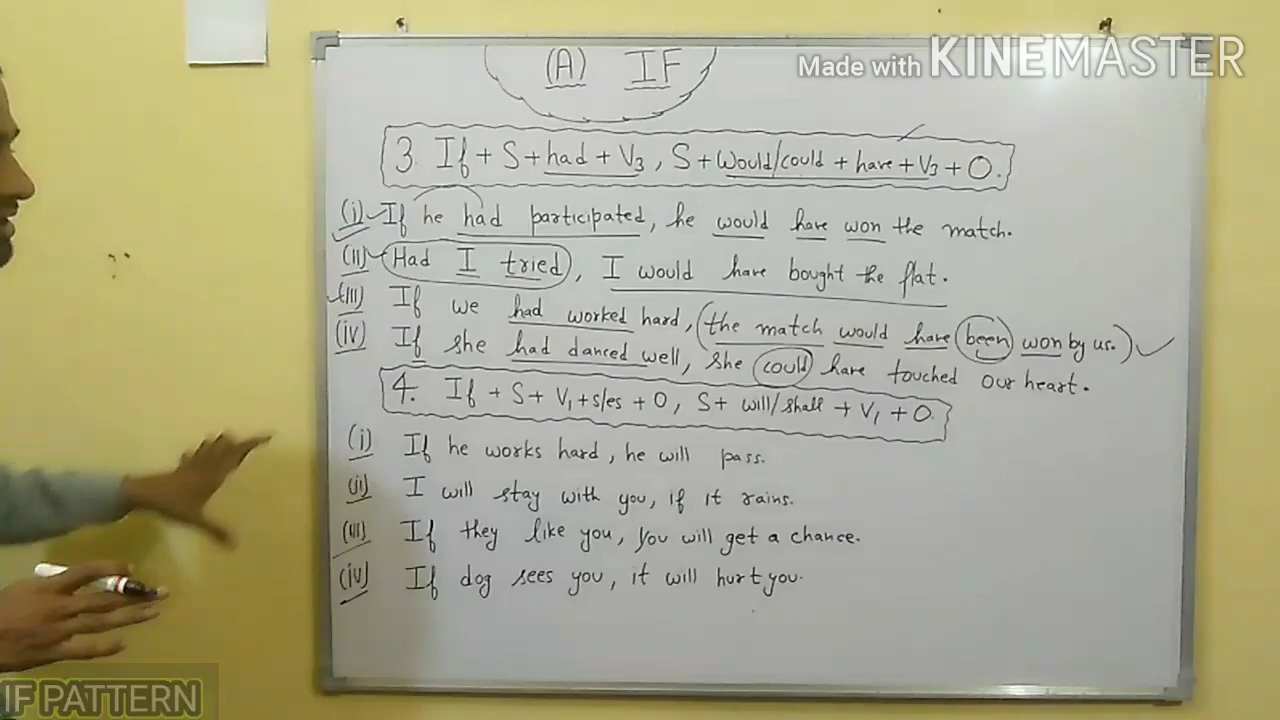 Made with KINEMASTER
(A) IF
3. If + S + had + V3, S + would/could + have + V3 + O.
(i) If he had participated, he would have won the match.
(ii) Had I tried, I would have bought the flat.
(iii) If we had worked hard, (the match would have been won by us.)
(iv) If she had danced well, she could have touched our heart.
4. If + S + V1 + s/es + O, S + will/shall + V1 + O.
(i) If he works hard, he will pass.
(ii) I will stay with you, if it rains.
(iii) If they like you, you will get a chance.
(iv) If dog sees you, it will hurt you.
IF PATTERN